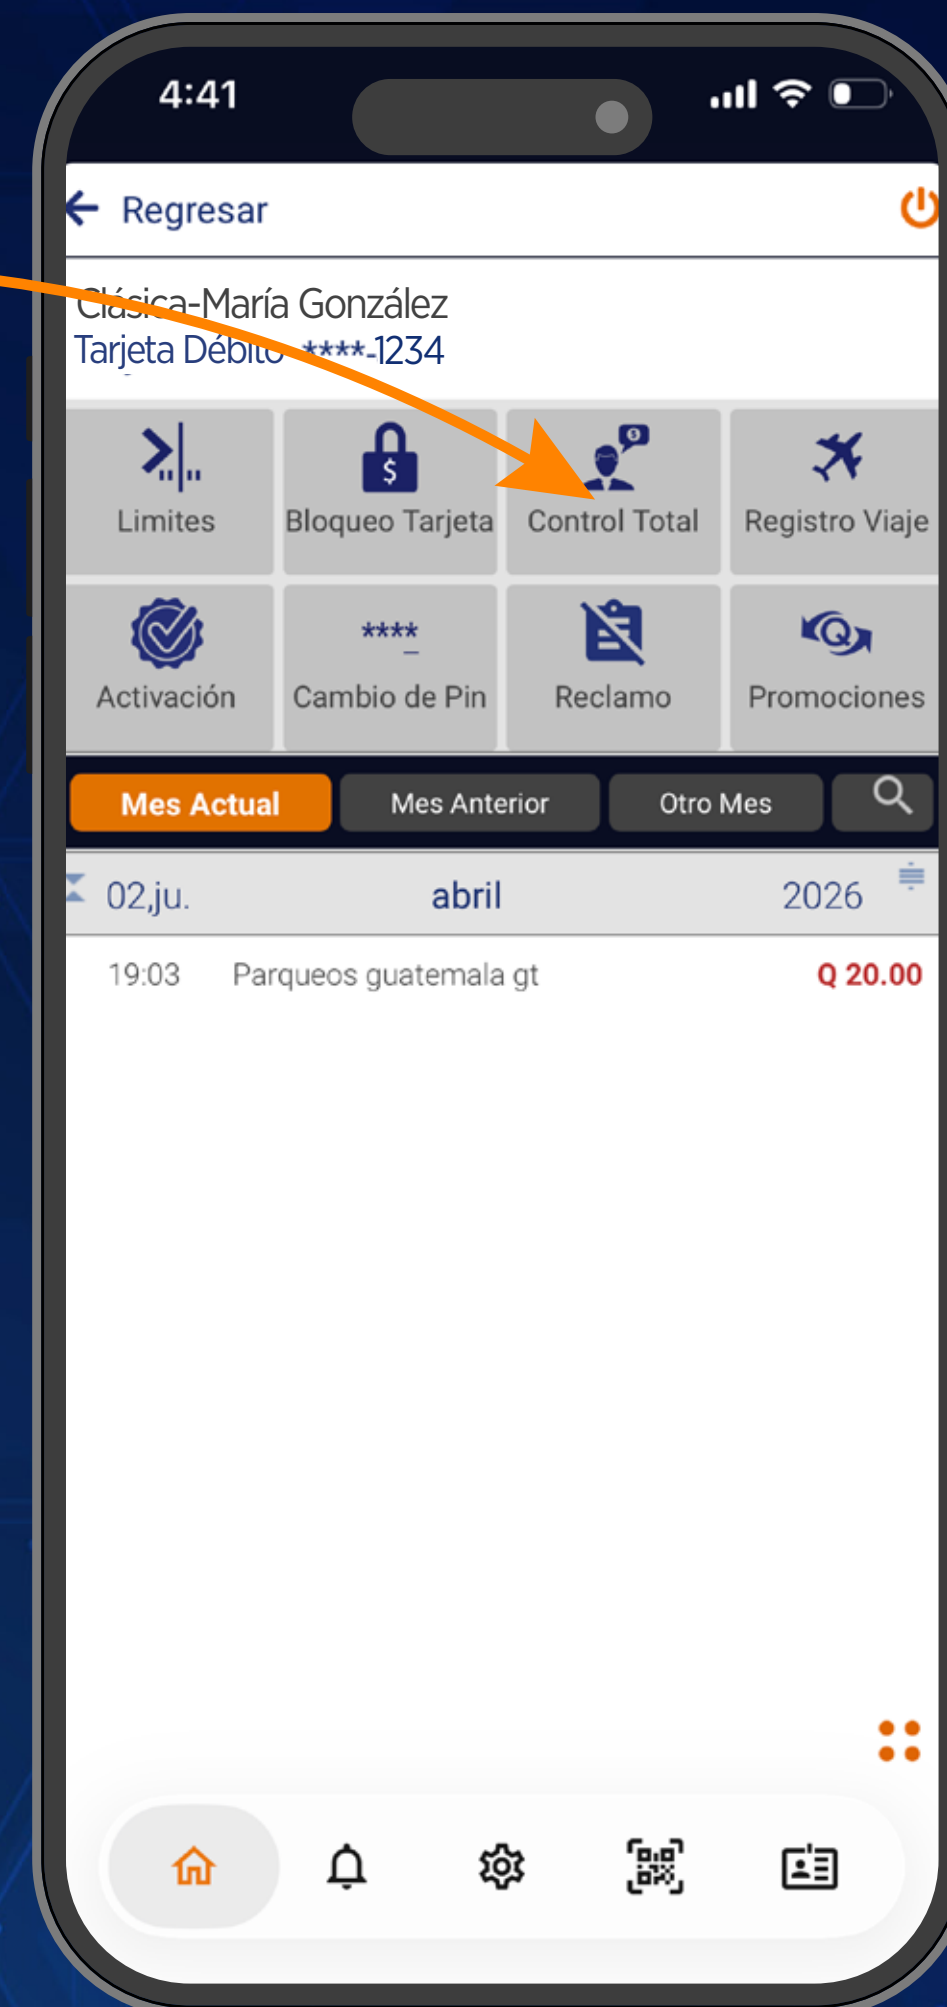 4:41
Regresar
Clásica-María González
Tarjeta Débito ****-1234
Limites
Bloqueo Tarjeta
Control Total
Registro Viaje
****
Activación
Cambio de Pin
Reclamo
Promociones
Mes Actual
Mes Anterior
Otro Mes
02,ju.
abril
2026
19:03 Parqueos guatemala gt Q 20.00